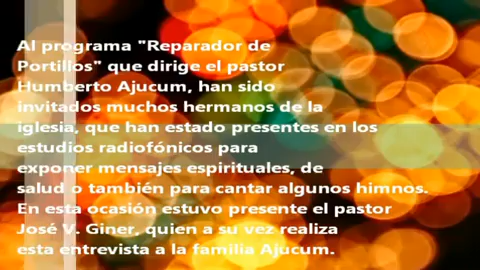 Al programa "Reparador de
Portillos" que dirige el pastor
Humberto Ajucum, han sido
invitados muchos hermanos de la
iglesia, que han estado presentes en los
estudios radiofónicos para
exponer mensajes espirituales, de
salud o también para cantar algunos himnos.
En esta ocasión estuvo presente el pastor
José V. Giner, quien a su vez realiza
esta entrevista a la familia Ajucum.